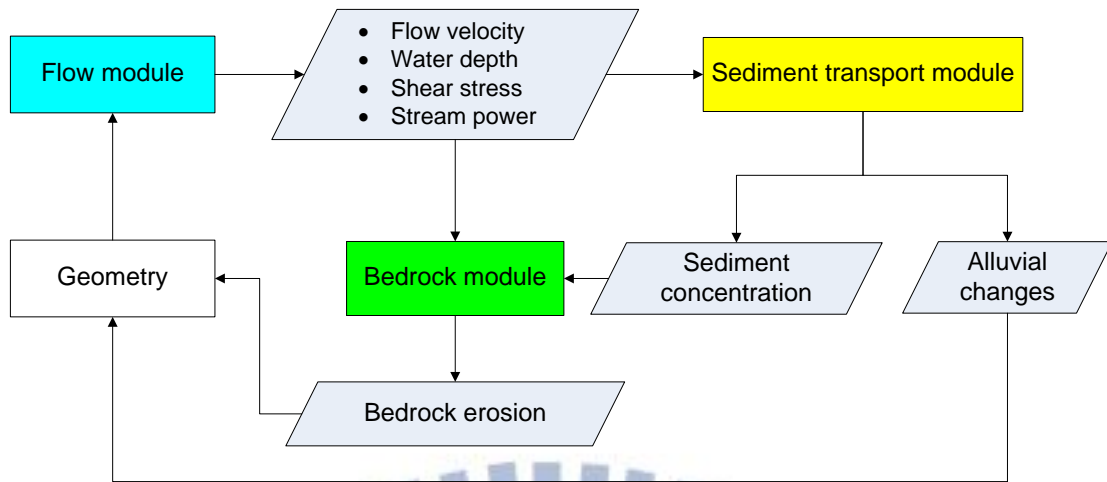 Flow module
• Flow velocity
• Water depth
• Shear stress
• Stream power
Sediment transport module
Geometry
Bedrock module
Sediment
concentration
Alluvial
changes
Bedrock erosion